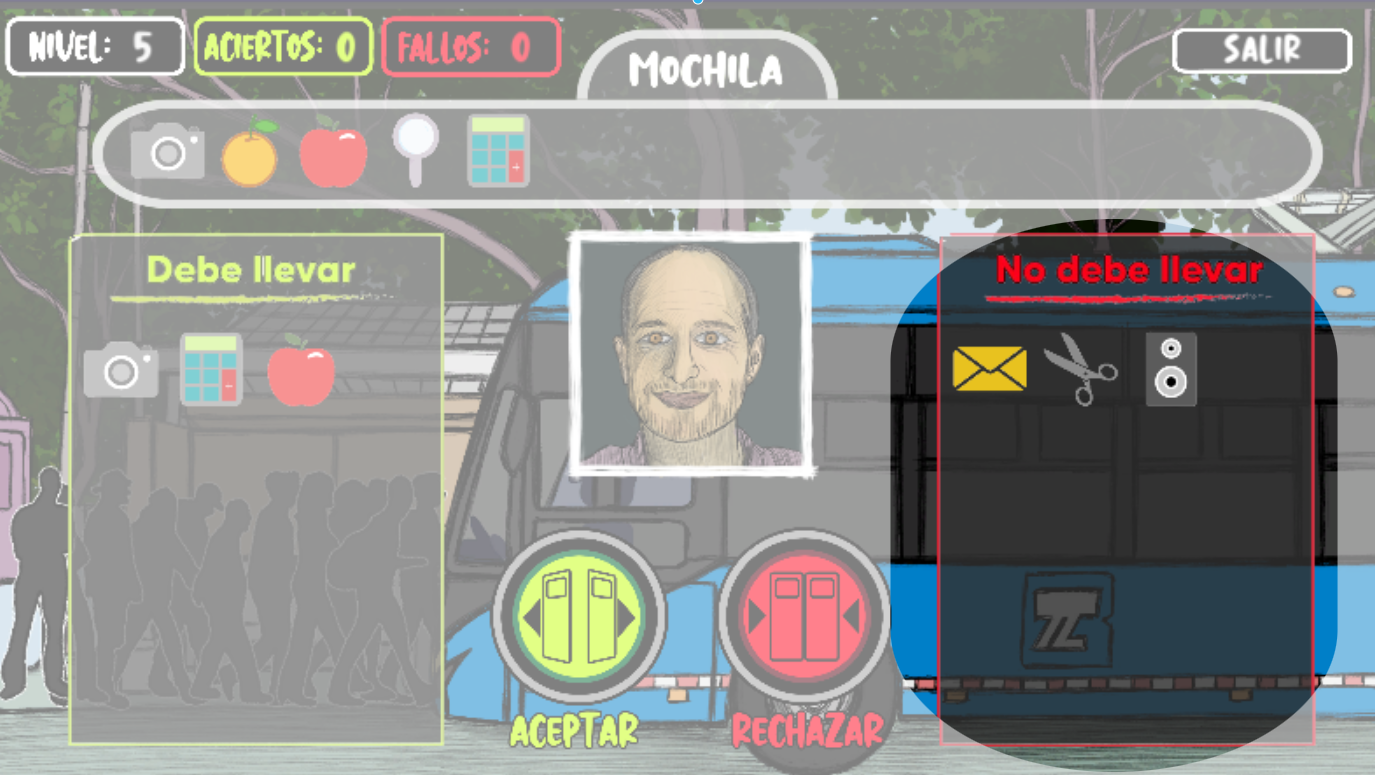 NIVEL: 5
ACIERTOS: 0
FALLOS: 0
MOCHILA
SALIR
Debe llevar
No debe llevar
ACEPTAR
RECHAZAR